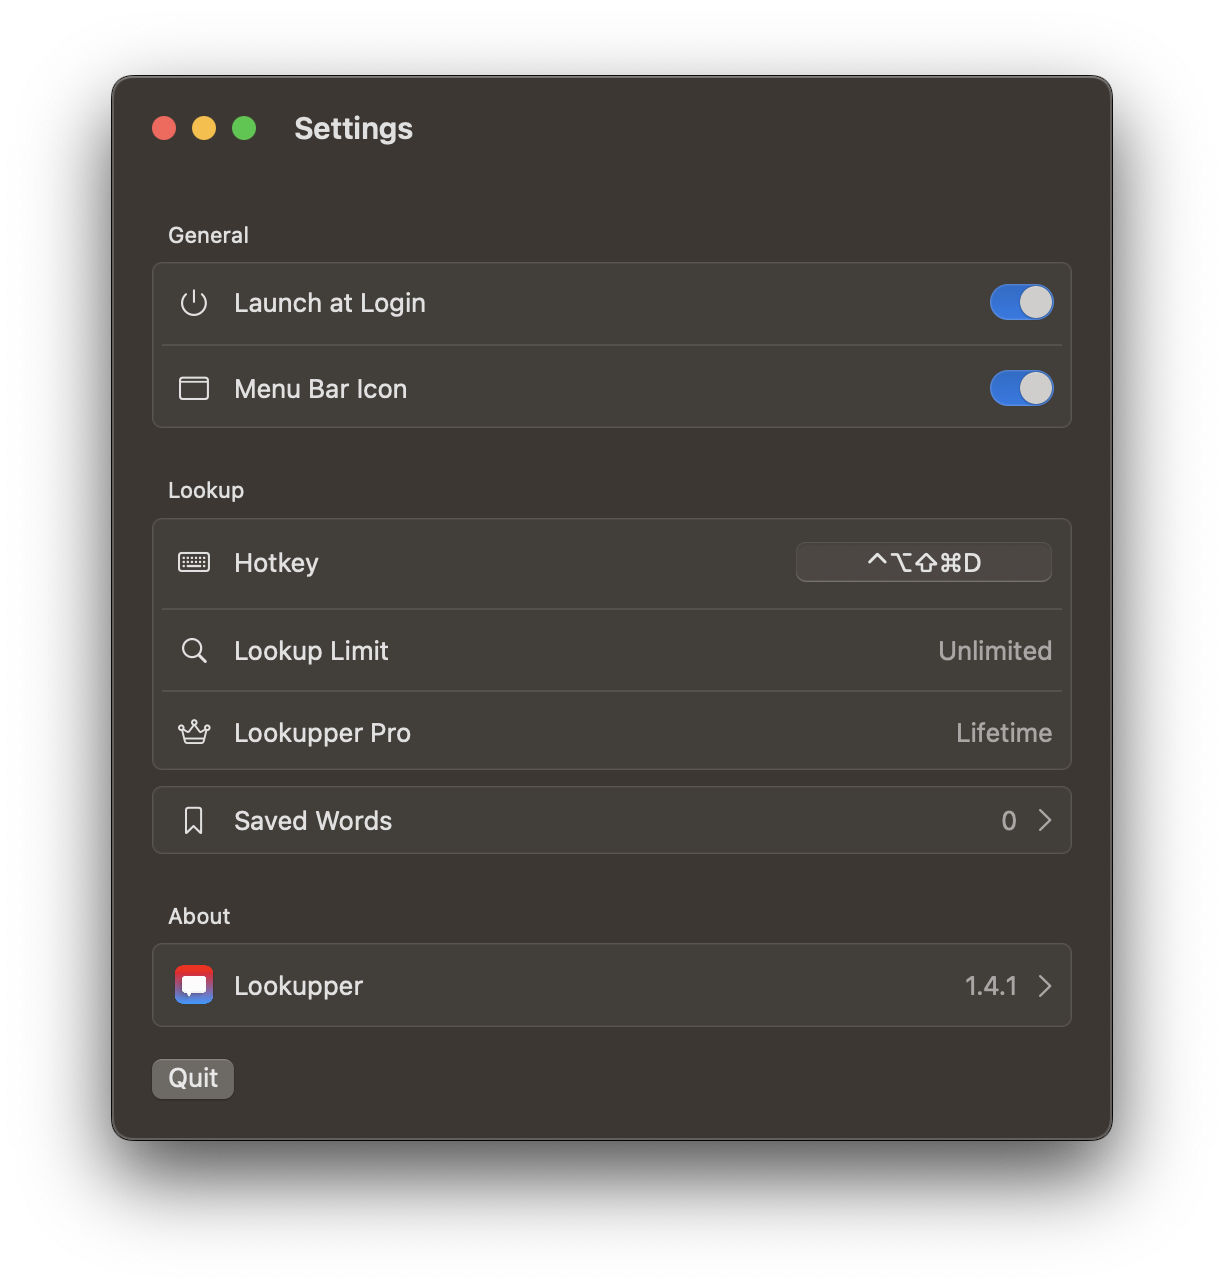 Settings
General
Launch at Login
Menu Bar Icon
Lookup
Hotkey ^⌥⇧⌘D
Lookup Limit Unlimited
Lookupper Pro Lifetime
Saved Words 0
About
Lookupper 1.4.1
Quit